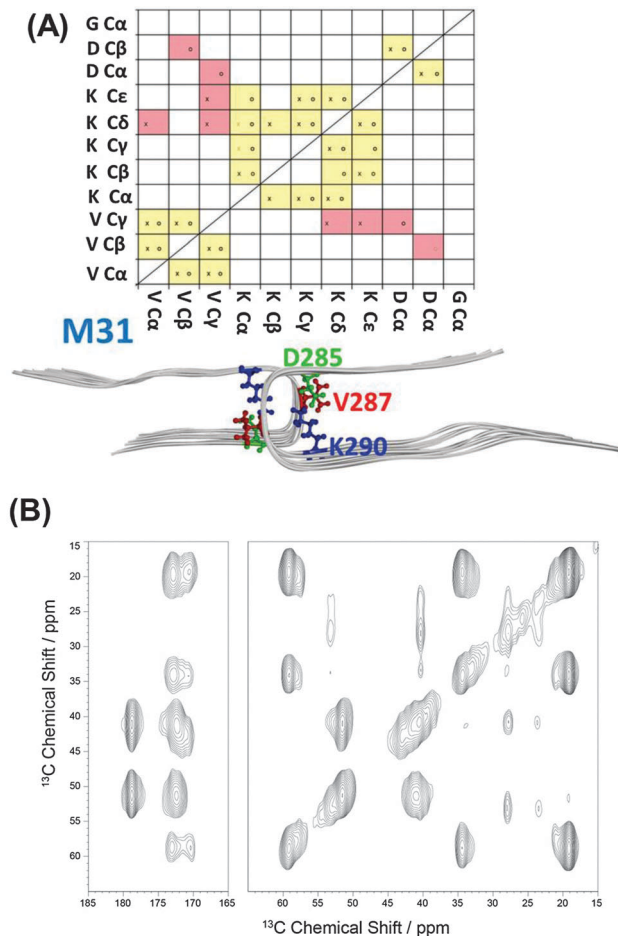 (A)
G Cα
D Cβ o x o
D Cα o x o
K Cε x x o x o x o
K Cδ x x o x x o x o
K Cγ o x o
K Cβ x o o x o
K Cα x x o x o
V Cγ x o x o x x x o
V Cβ x o x o
V Cα x o x o
V Cα
V Cβ
V Cγ
K Cα
K Cβ
K Cγ
K Cδ
K Cε
D Cα
D Cα
G Cα
M31
D285
V287
K290
(B)
¹³C Chemical Shift / ppm
15
20
25
30
35
40
45
50
55
60
185 180 175 170 165
60 55 50 45 40 35 30 25 20 15
¹³C Chemical Shift / ppm